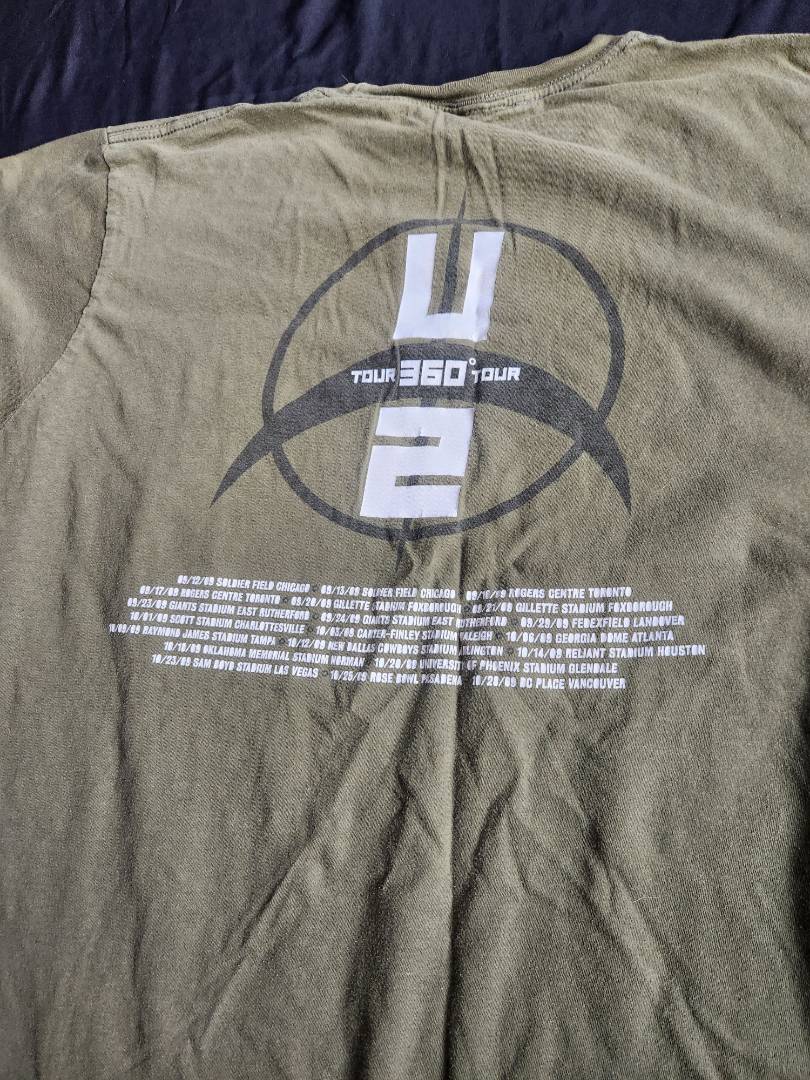 U
TOUR 360° TOUR
2
09/12/09 SOLDIER FIELD CHICAGO ○ 09/13/09 SOLDIER FIELD CHICAGO ○ 09/16/09 ROGERS CENTRE TORONTO
09/17/09 ROGERS CENTRE TORONTO ○ 09/20/09 GILLETTE STADIUM FOXBOROUGH ○ 09/21/09 GILLETTE STADIUM FOXBOROUGH
09/23/09 GIANTS STADIUM EAST RUTHERFORD ○ 09/24/09 GIANTS STADIUM EAST RUTHERFORD ○ 09/29/09 FEDEXFIELD LANDOVER
10/01/09 SCOTT STADIUM CHARLOTTESVILLE ○ 10/03/09 CARTER-FINLEY STADIUM RALEIGH ○ 10/06/09 GEORGIA DOME ATLANTA
10/09/09 RAYMOND JAMES STADIUM TAMPA ○ 10/12/09 NEW DALLAS COWBOYS STADIUM ARLINGTON ○ 10/14/09 RELIANT STADIUM HOUSTON
10/18/09 OKLAHOMA MEMORIAL STADIUM NORMAN ○ 10/20/09 UNIVERSITY OF PHOENIX STADIUM GLENDALE
10/23/09 SAM BOYD STADIUM LAS VEGAS ○ 10/25/09 ROSE BOWL PASADENA ○ 10/28/09 BC PLACE VANCOUVER